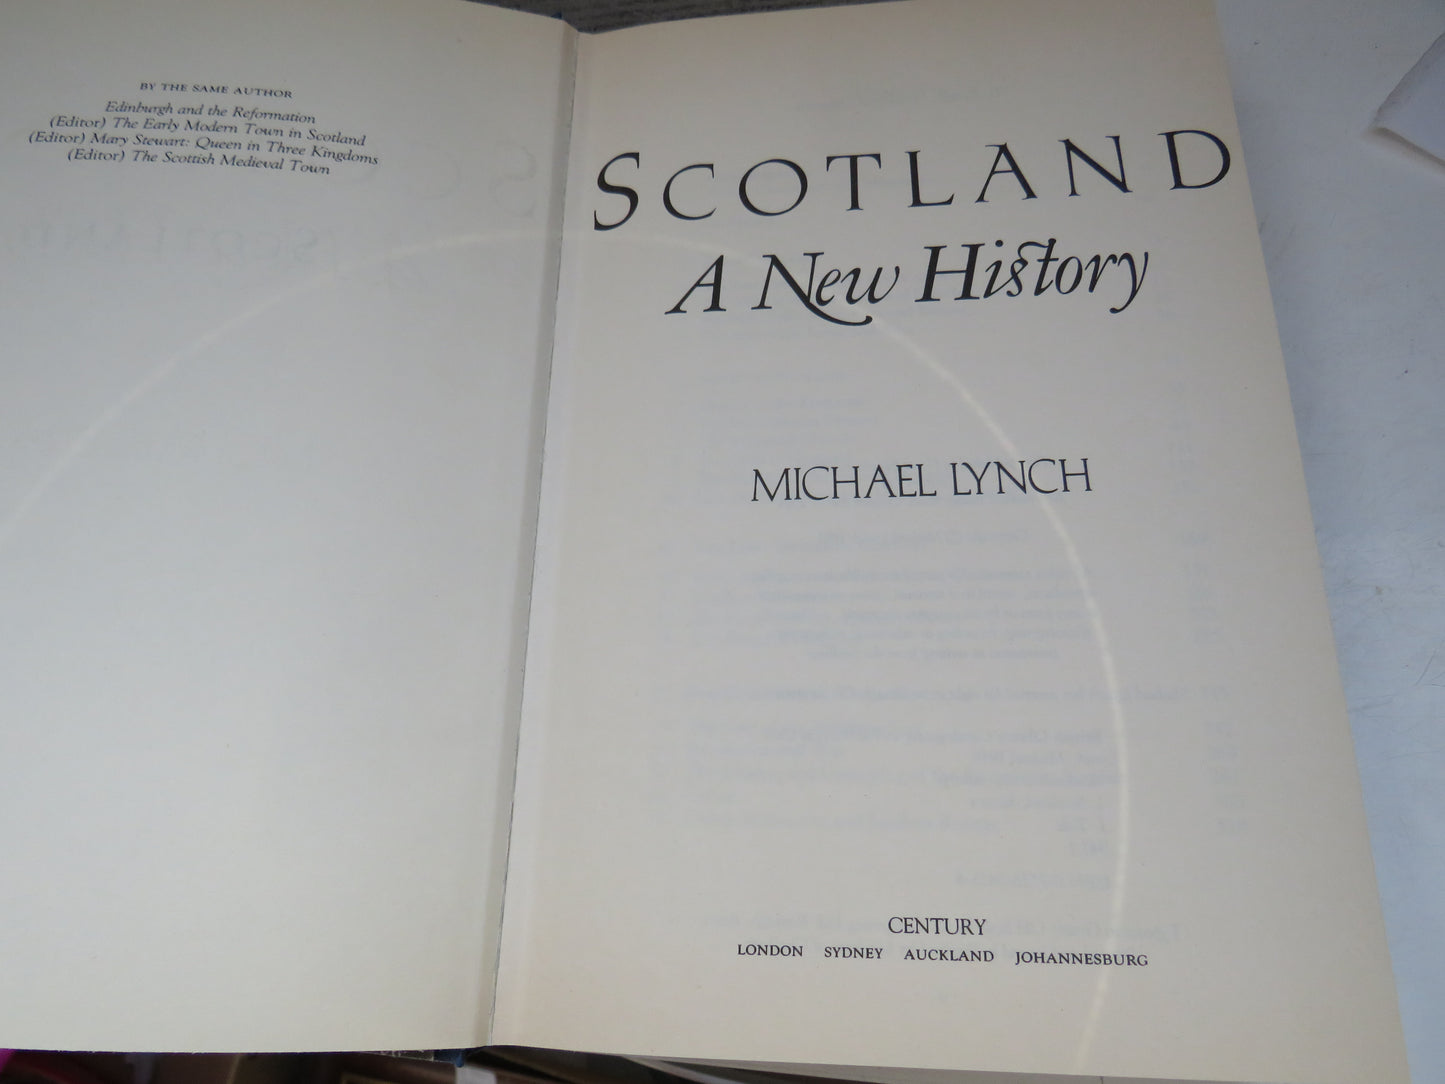 BY THE SAME AUTHOR
Edinburgh and the Reformation
(Editor) The Early Modern Town in Scotland
(Editor) Mary Stewart: Queen in Three Kingdoms
(Editor) The Scottish Medieval Town
SCOTLAND
A New History
MICHAEL LYNCH
CENTURY
LONDON SYDNEY AUCKLAND JOHANNESBURG